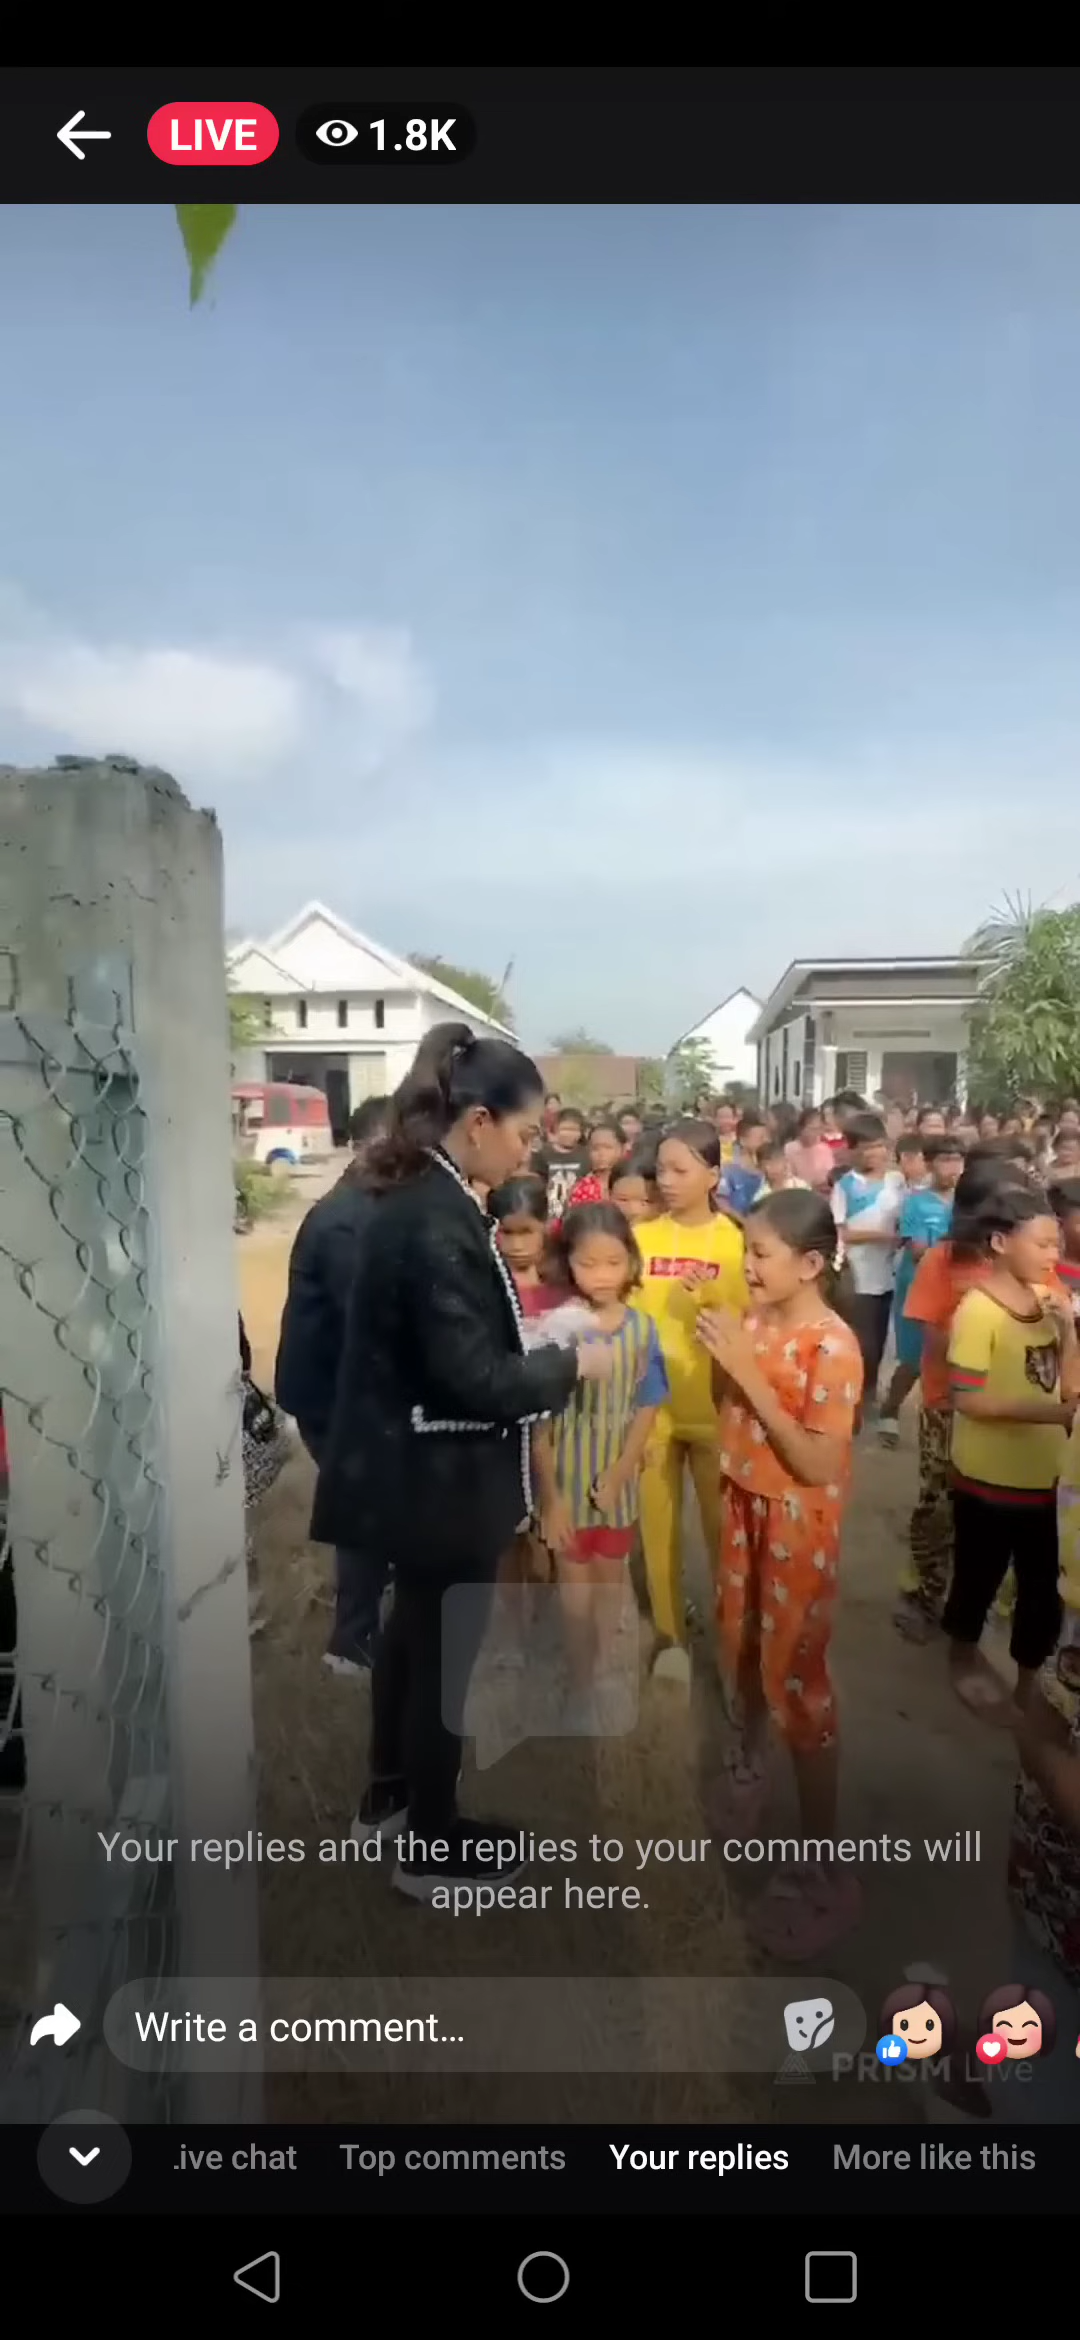 LIVE 1.8K
Your replies and the replies to your comments will
appear here.
Write a comment...
PRISM Live
.ive chat Top comments Your replies More like this